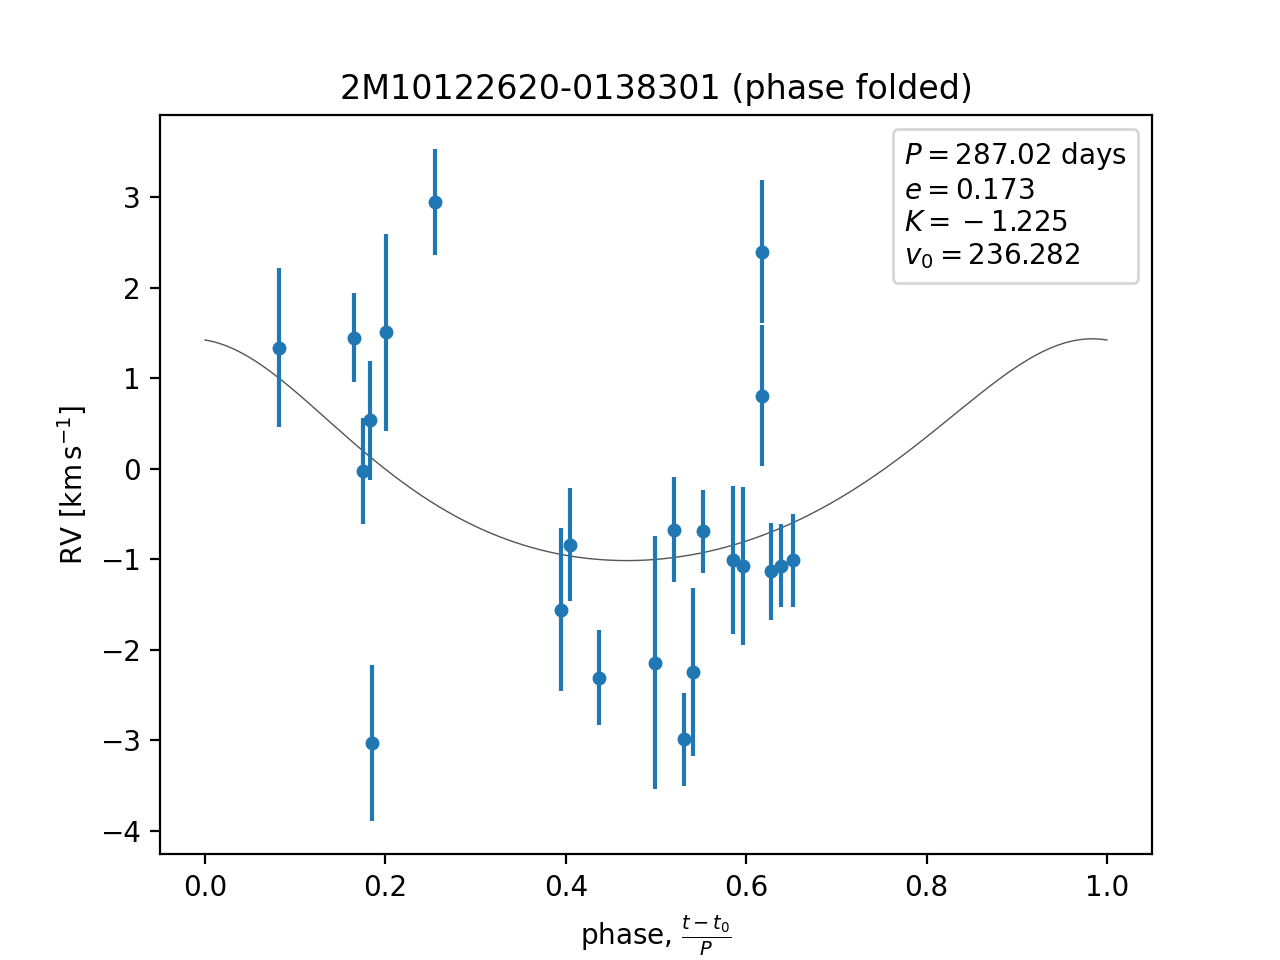 2M10122620-0138301 (phase folded)
P = 287.02 days
e = 0.173
K = −1.225
v₀ = 236.282
3
2
1
0
−1
−2
−3
−4
RV [km s⁻¹]
0.0 0.2 0.4 0.6 0.8 1.0
phase, (t − t₀)/P